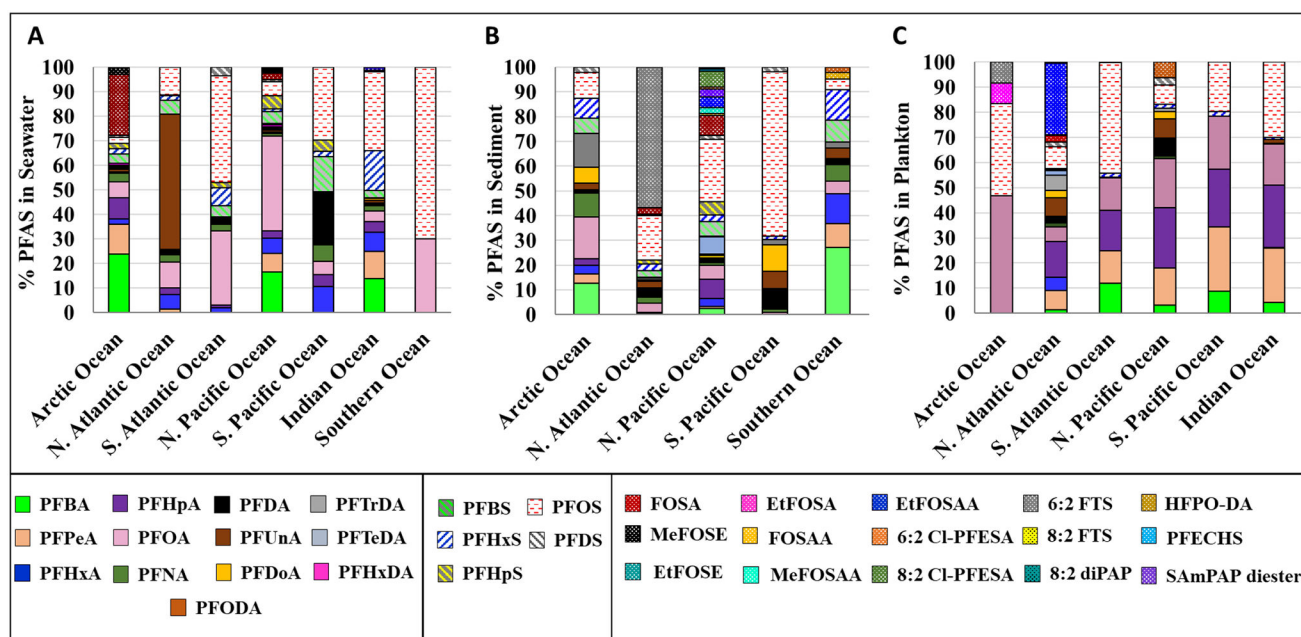 A
% PFAS in Seawater
100
90
80
70
60
50
40
30
20
10
0
Arctic Ocean
N. Atlantic Ocean
S. Atlantic Ocean
N. Pacific Ocean
S. Pacific Ocean
Indian Ocean
Southern Ocean
B
% PFAS in Sediment
100
90
80
70
60
50
40
30
20
10
0
Arctic Ocean
N. Atlantic Ocean
N. Pacific Ocean
S. Pacific Ocean
Southern Ocean
C
% PFAS in Plankton
100
90
80
70
60
50
40
30
20
10
0
Arctic Ocean
N. Atlantic Ocean
S. Atlantic Ocean
N. Pacific Ocean
S. Pacific Ocean
Indian Ocean
PFBA PFHpA PFDA PFTrDA
PFPeA PFOA PFUnA PFTeDA
PFHxA PFNA PFDoA PFHxDA
PFODA
PFBS PFOS
PFHxS PFDS
PFHpS
FOSA EtFOSA EtFOSAA 6:2 FTS HFPO-DA
MeFOSE FOSAA 6:2 Cl-PFESA 8:2 FTS PFECHS
EtFOSE MeFOSAA 8:2 Cl-PFESA 8:2 diPAP SAmPAP diester